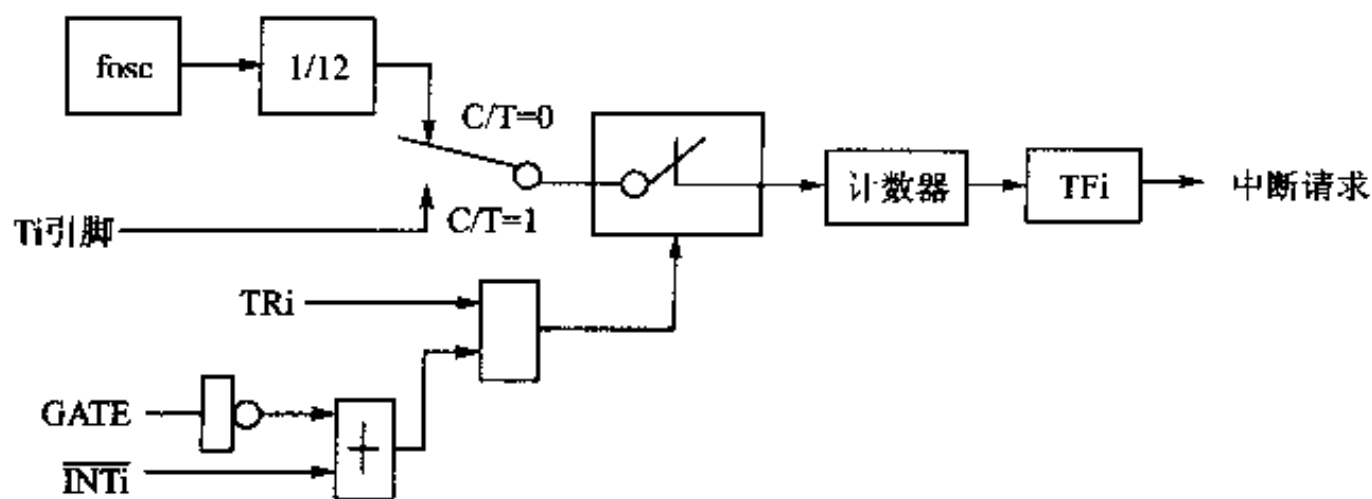 fosc
1/12
C/T=0
C/T=1
Ti引脚
计数器
TFi
中断请求
TRi
GATE
+
INTi